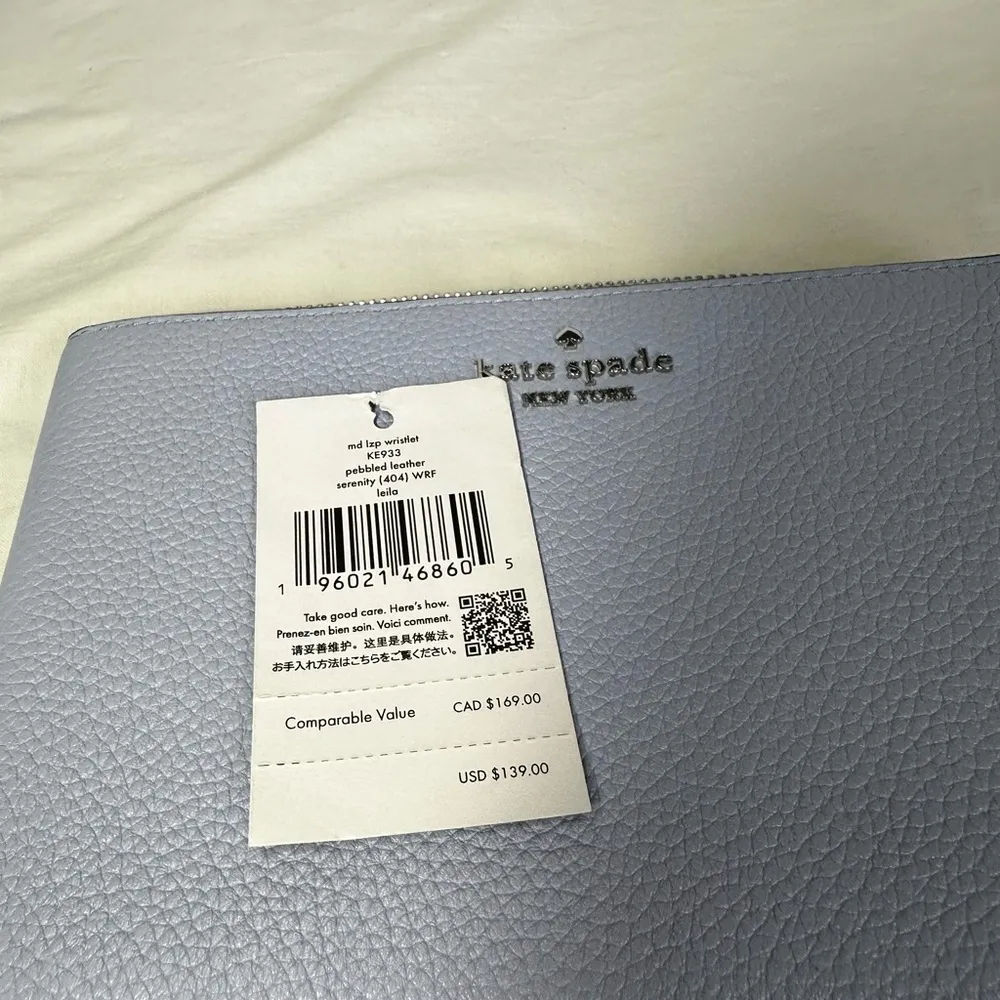 kate spade
NEW YORK
md lzp wristlet
KE933
pebbled leather
serenity (404) WRF
leila
1 96021 46860 5
Take good care. Here's how.
Prenez-en bien soin. Voici comment.
请妥善维护。这里是具体做法。
お手入れ方法はこちらをご覧ください。
Comparable Value CAD $169.00
USD $139.00